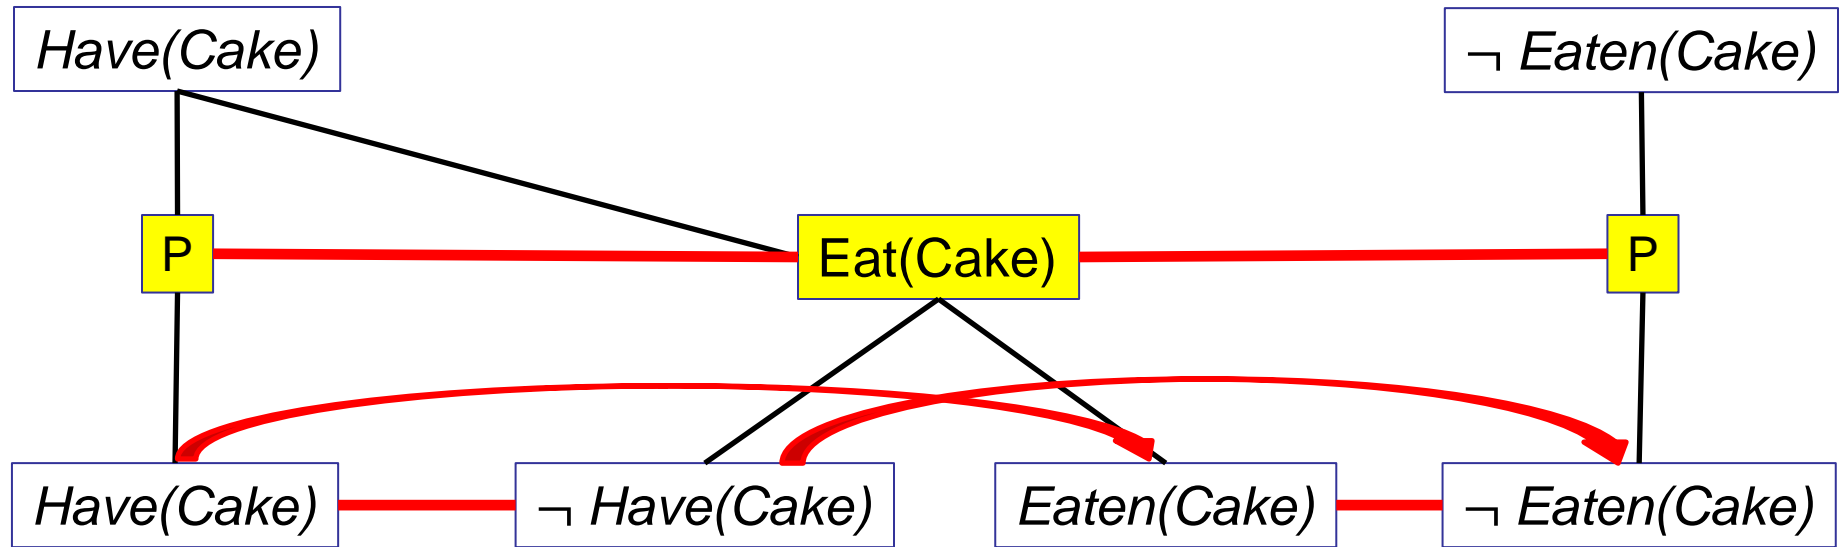 Have(Cake)
¬ Eaten(Cake)
P
Eat(Cake)
P
Have(Cake)
¬ Have(Cake)
Eaten(Cake)
¬ Eaten(Cake)